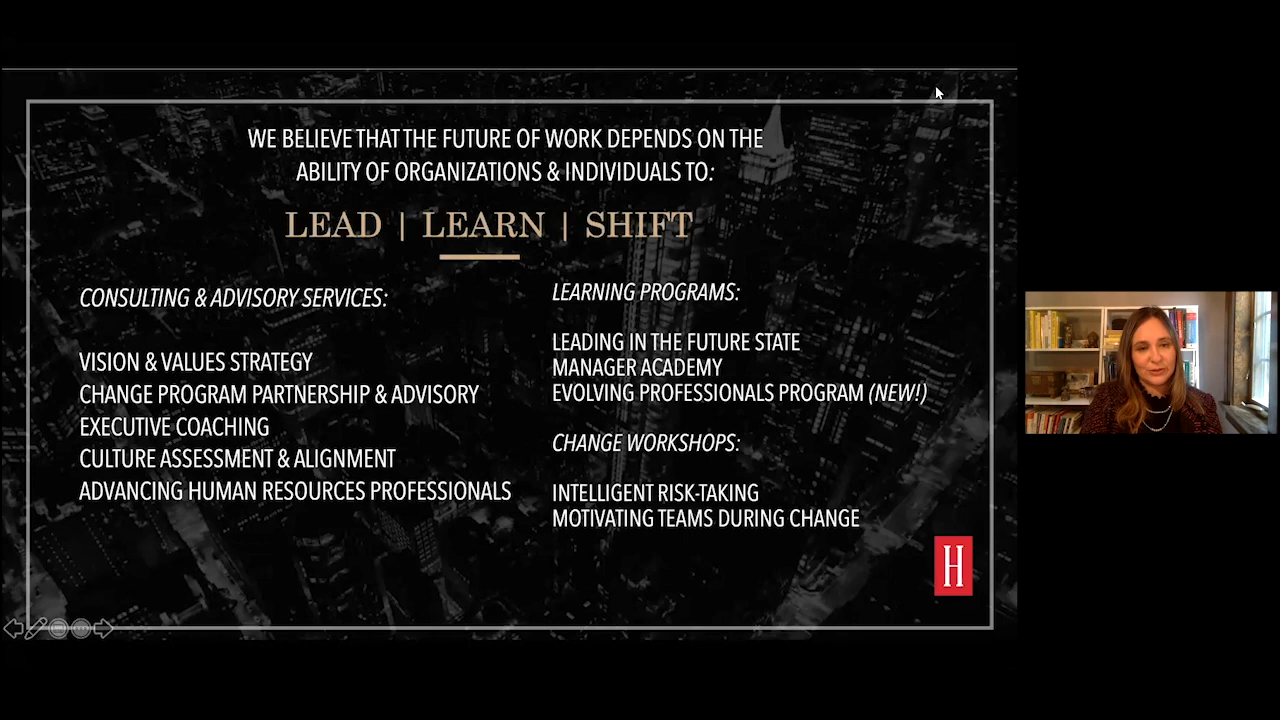 WE BELIEVE THAT THE FUTURE OF WORK DEPENDS ON THE
ABILITY OF ORGANIZATIONS & INDIVIDUALS TO:
LEAD | LEARN | SHIFT
CONSULTING & ADVISORY SERVICES:
VISION & VALUES STRATEGY
CHANGE PROGRAM PARTNERSHIP & ADVISORY
EXECUTIVE COACHING
CULTURE ASSESSMENT & ALIGNMENT
ADVANCING HUMAN RESOURCES PROFESSIONALS
LEARNING PROGRAMS:
LEADING IN THE FUTURE STATE
MANAGER ACADEMY
EVOLVING PROFESSIONALS PROGRAM (NEW!)
CHANGE WORKSHOPS:
INTELLIGENT RISK-TAKING
MOTIVATING TEAMS DURING CHANGE
H